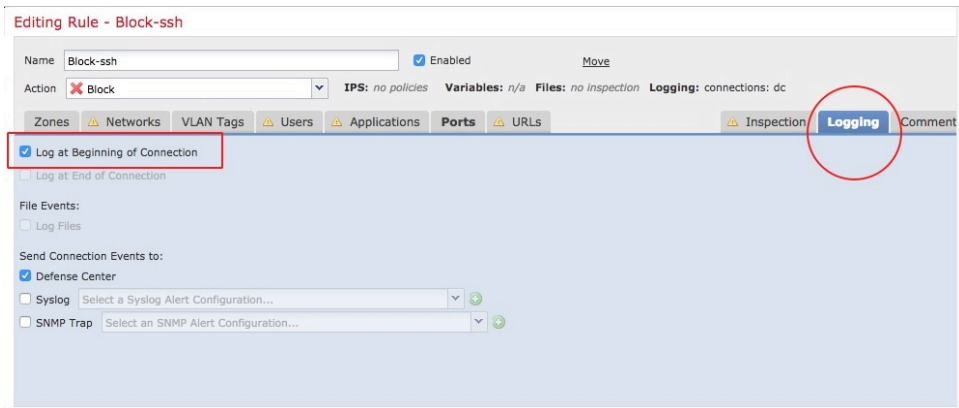 Editing Rule - Block-ssh
Name Block-ssh Enabled Move
Action Block IPS: no policies Variables: n/a Files: no inspection Logging: connections: dc
Zones Networks VLAN Tags Users Applications Ports URLs Inspection Logging Comment
Log at Beginning of Connection
Log at End of Connection
File Events:
Log Files
Send Connection Events to:
Defense Center
Syslog Select a Syslog Alert Configuration...
SNMP Trap Select an SNMP Alert Configuration...